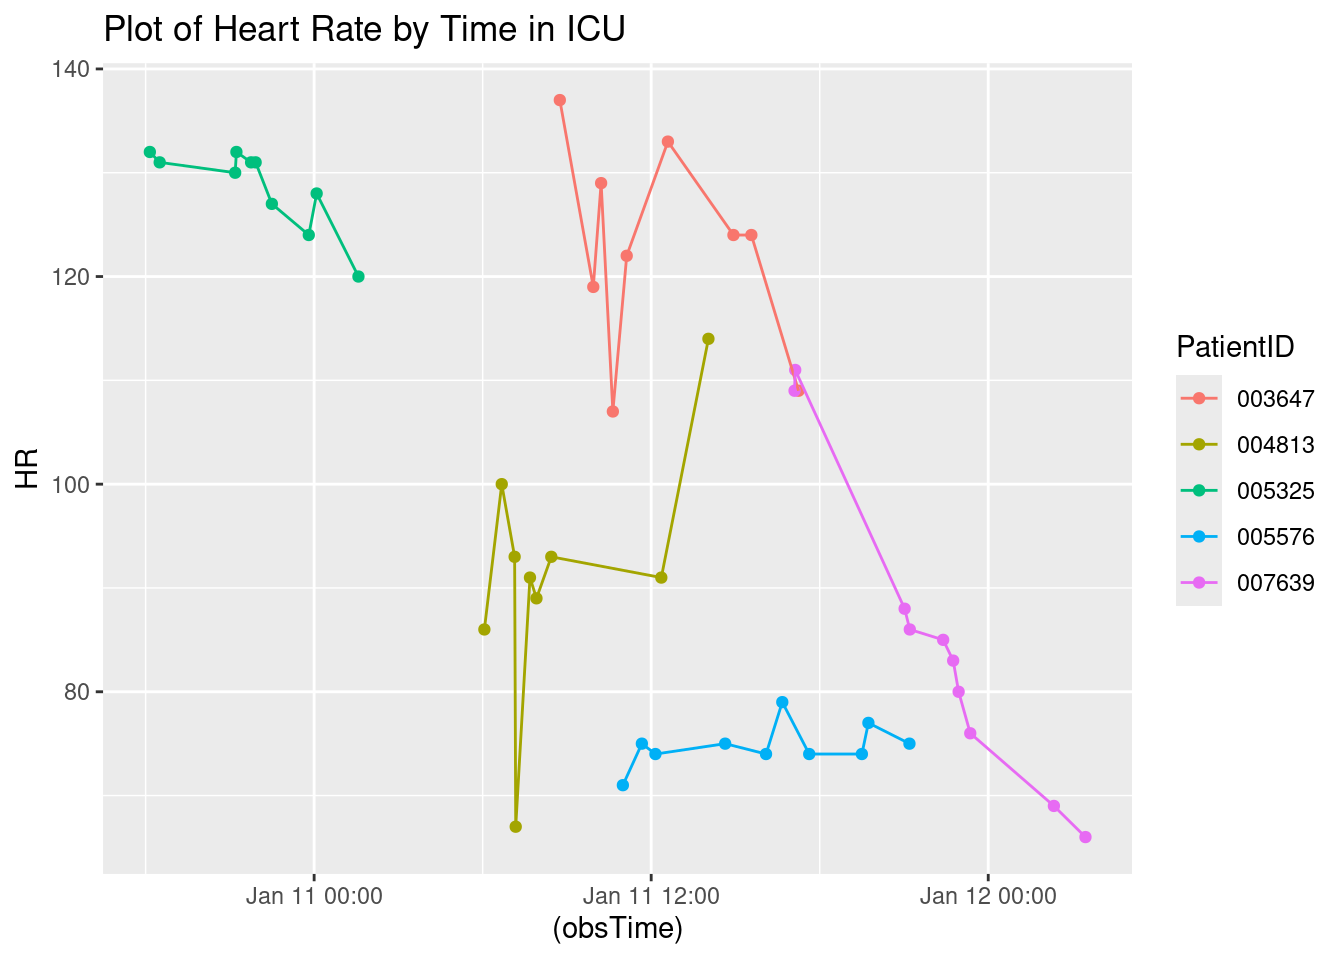 Plot of Heart Rate by Time in ICU
140
120
100
80
HR
Jan 11 00:00
Jan 11 12:00
Jan 12 00:00
(obsTime)
PatientID
003647
004813
005325
005576
007639